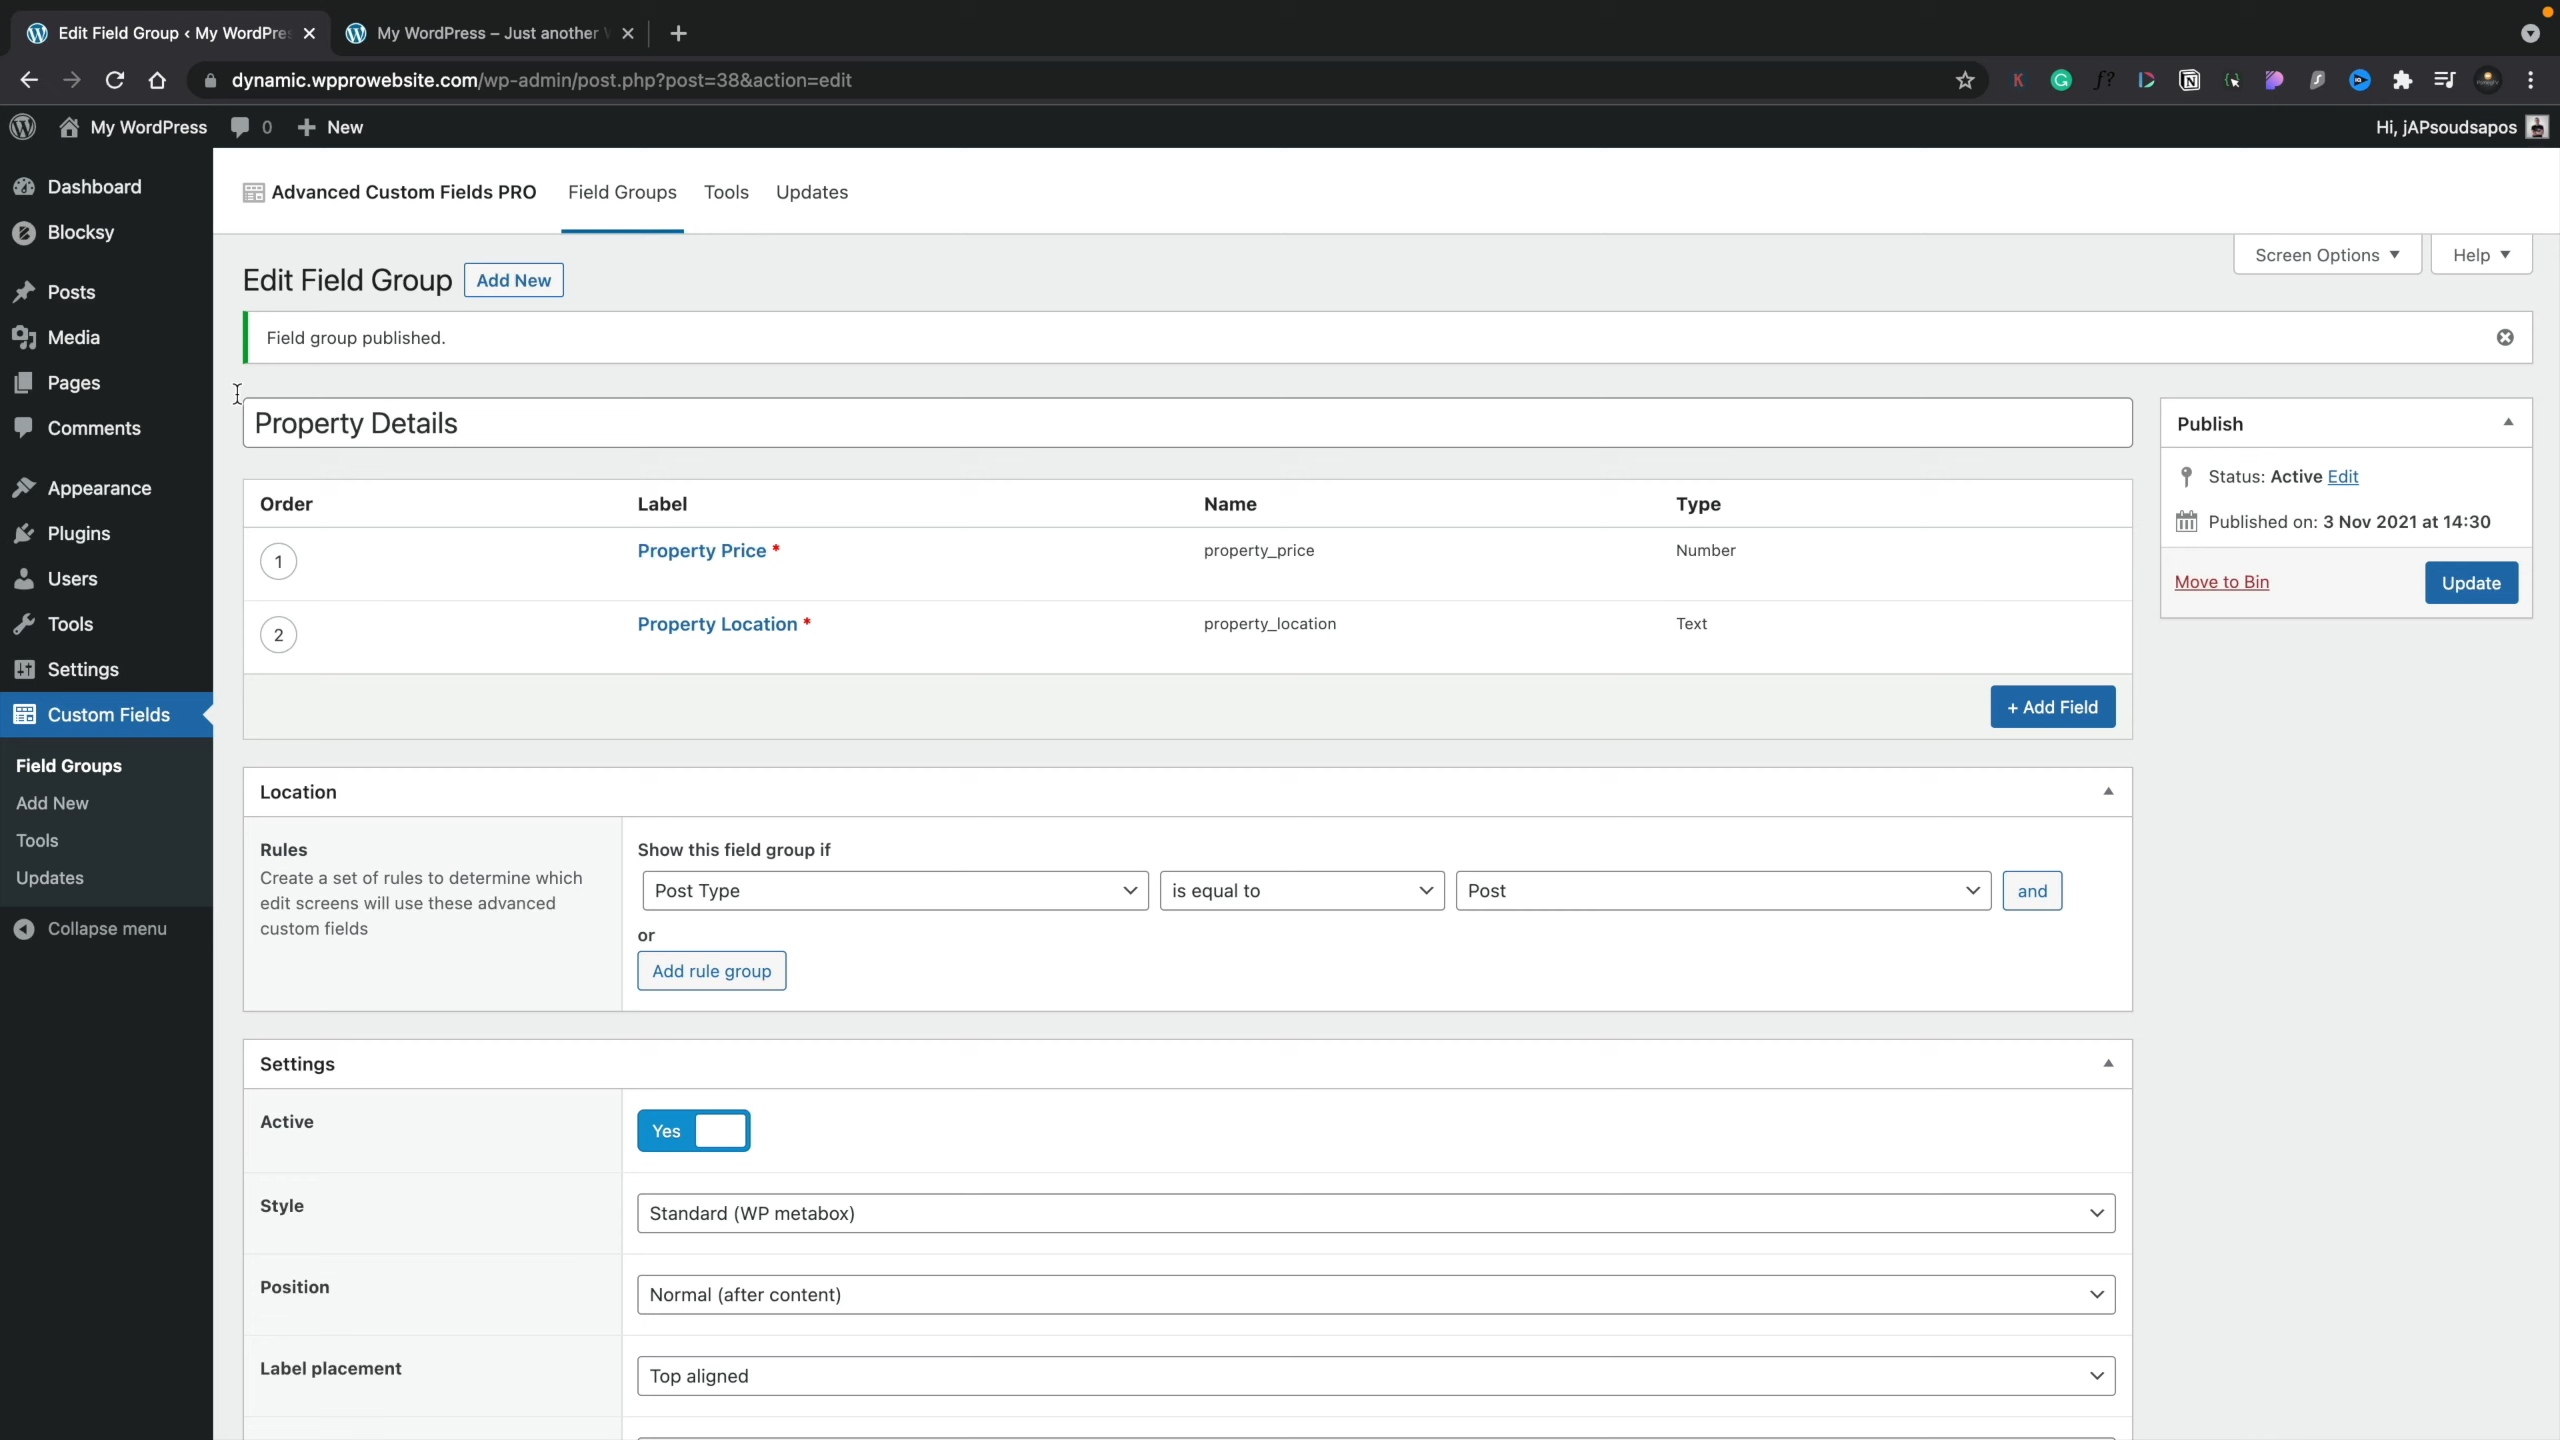 Edit Field Group ‹ My WordPre
My WordPress – Just another
dynamic.wpprowebsite.com/wp-admin/post.php?post=38&action=edit
My WordPress
0
New
Hi, jAPsoudsapos
Dashboard
Blocksy
Posts
Media
Pages
Comments
Appearance
Plugins
Users
Tools
Settings
Custom Fields
Field Groups
Add New
Tools
Updates
Collapse menu
Advanced Custom Fields PRO
Field Groups
Tools
Updates
Screen Options
Help
Edit Field Group
Add New
Field group published.
Property Details
Order
Label
Name
Type
1
Property Price *
property_price
Number
2
Property Location *
property_location
Text
+ Add Field
Location
Rules
Create a set of rules to determine which
edit screens will use these advanced
custom fields
Show this field group if
Post Type
is equal to
Post
and
or
Add rule group
Settings
Active
Yes
Style
Standard (WP metabox)
Position
Normal (after content)
Label placement
Top aligned
Publish
Status: Active Edit
Published on: 3 Nov 2021 at 14:30
Move to Bin
Update